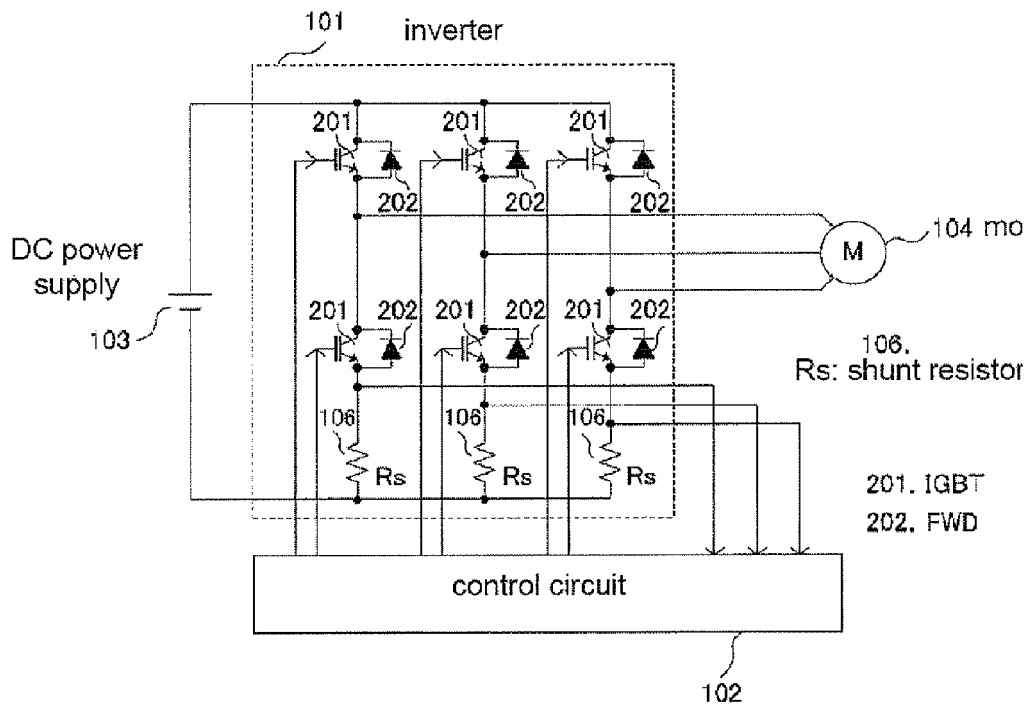 101
inverter
201
201
201
202
202
202
104 mo
M
DC power
supply
103
201
202
201
202
201
202
106.
Rs: shunt resistor
106
106
106
Rs
Rs
Rs
201. IGBT
202. FWD
control circuit
102